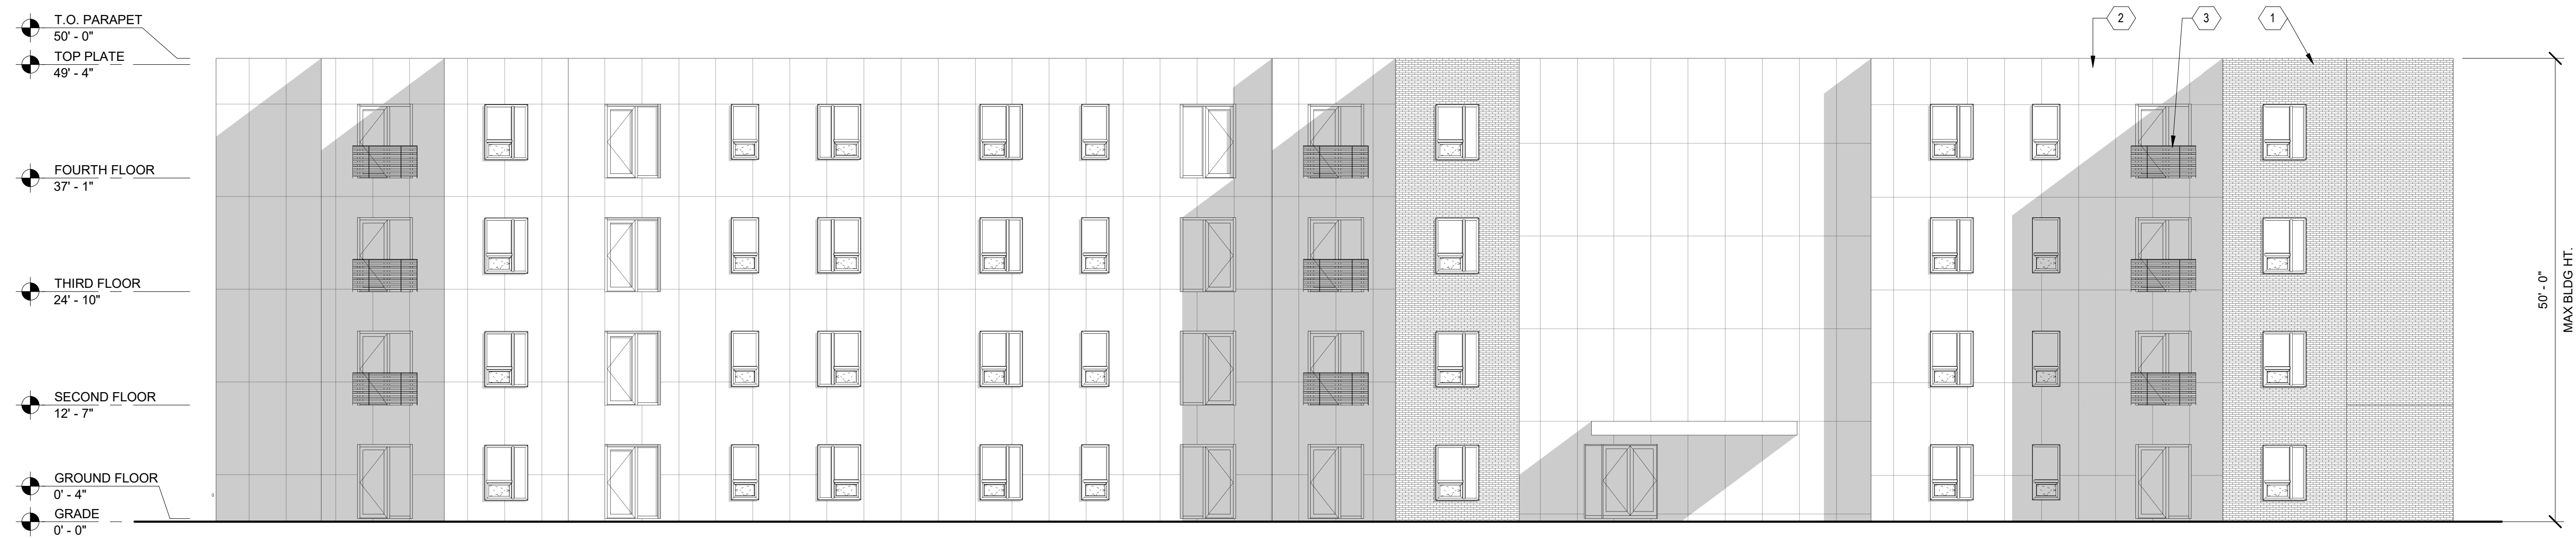 T.O. PARAPET
50' - 0"
TOP PLATE
49' - 4"
FOURTH FLOOR
37' - 1"
THIRD FLOOR
24' - 10"
SECOND FLOOR
12' - 7"
GROUND FLOOR
0' - 4"
GRADE
0' - 0"
2
3
1
50' - 0"
MAX BLDG HT.